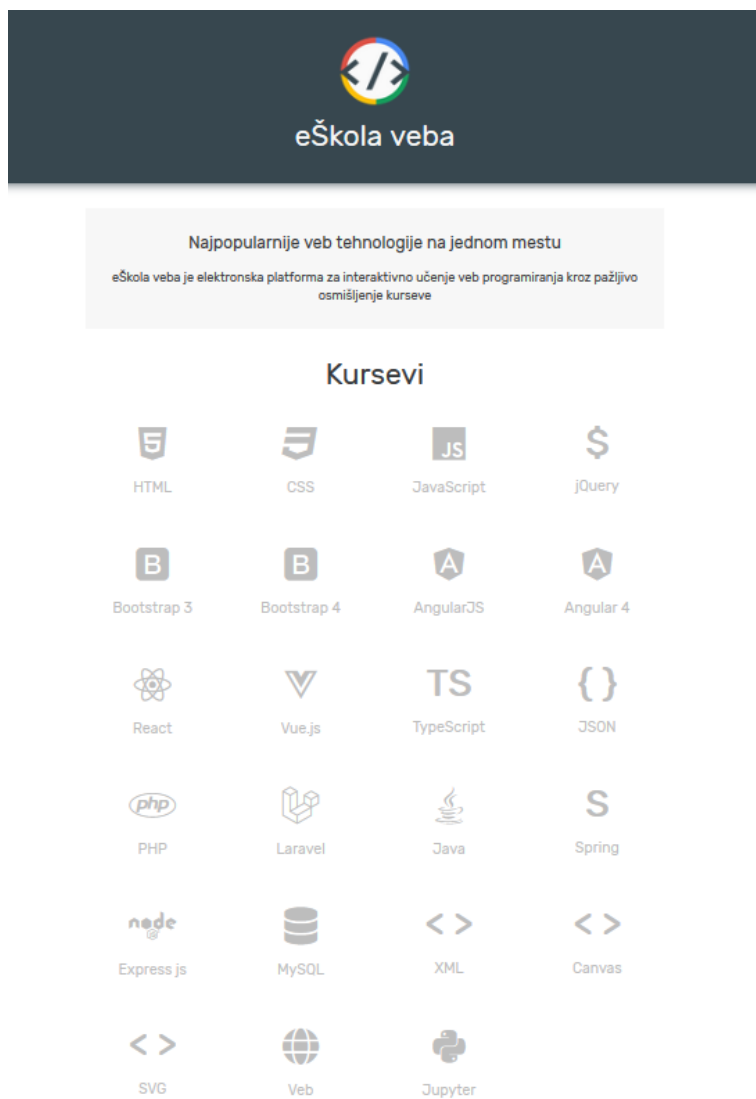 </>
eŠkola veba
Najpopularnije veb tehnologije na jednom mestu
eŠkola veba je elektronska platforma za interaktivno učenje veb programiranja kroz pažljivo
osmišljenje kurseve
Kursevi
5 3 JS $
HTML CSS JavaScript jQuery
B B A A
Bootstrap 3 Bootstrap 4 AngularJS Angular 4
TS { }
React Vue.js TypeScript JSON
php S
PHP Laravel Java Spring
node < > < >
Express js MySQL XML Canvas
< >
SVG Veb Jupyter